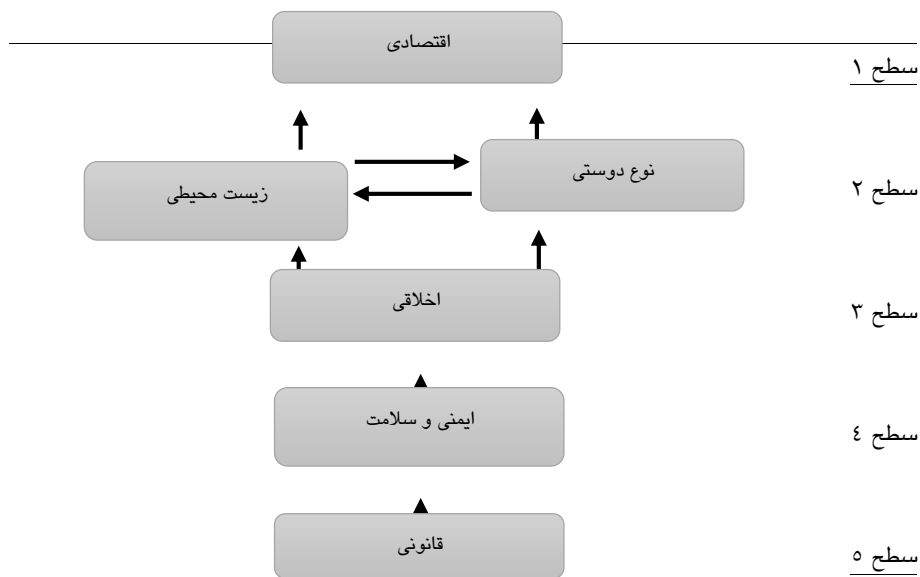 اقتصادی
سطح ۱
نوع دوستی
زیست محیطی
سطح ۲
اخلاقی
سطح ۳
ایمنی و سلامت
سطح ٤
قانونی
سطح ٥